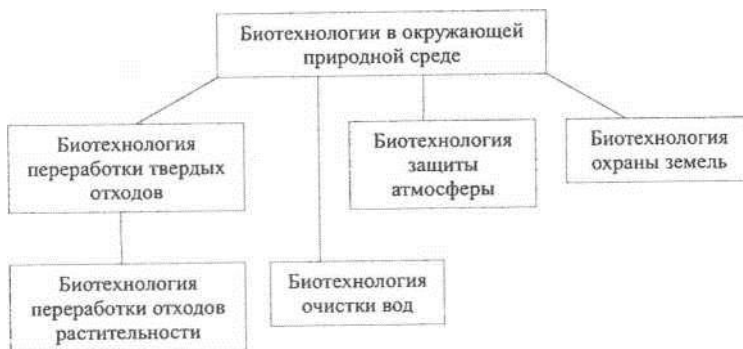 Биотехнологии в окружающей
природной среде
Биотехнология
переработки твердых
отходов
Биотехнология
защиты
атмосферы
Биотехнология
охраны земель
Биотехнология
переработки отходов
растительности
Биотехнология
очистки вод